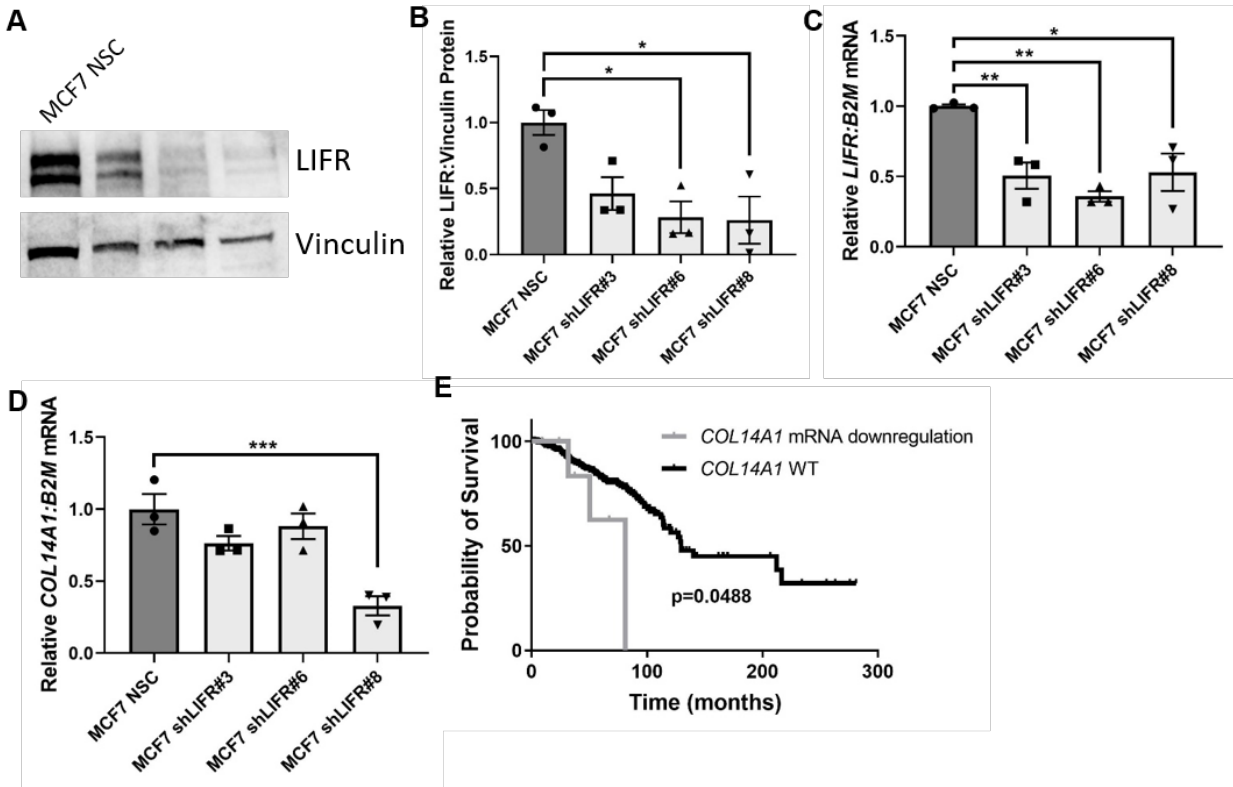 A
MCF7 NSC
LIFR
Vinculin
B
Relative LIFR:Vinculin Protein
1.5
1.0
0.5
0.0
*
*
MCF7 NSC
MCF7 shLIFR#3
MCF7 shLIFR#6
MCF7 shLIFR#8
C
Relative LIFR:B2M mRNA
1.5
1.0
0.5
0.0
*
**
**
MCF7 NSC
MCF7 shLIFR#3
MCF7 shLIFR#6
MCF7 shLIFR#8
D
Relative COL14A1:B2M mRNA
1.5
1.0
0.5
0.0
***
MCF7 NSC
MCF7 shLIFR#3
MCF7 shLIFR#6
MCF7 shLIFR#8
E
Probability of Survival
100
50
0
COL14A1 mRNA downregulation
COL14A1 WT
p=0.0488
0
100
200
300
Time (months)